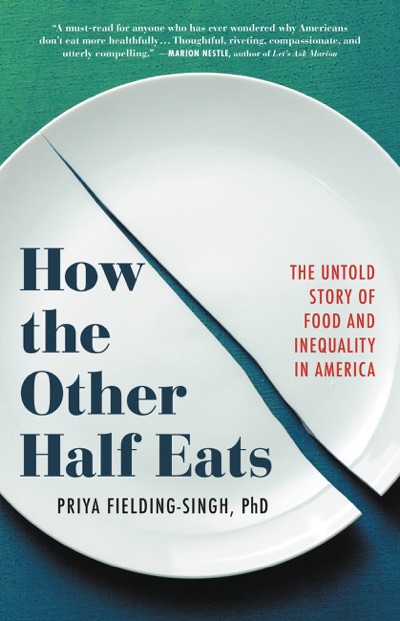 “A must-read for anyone who has ever wondered why Americans
don’t eat more healthfully… Thoughtful, riveting, compassionate, and
utterly compelling.” —MARION NESTLE, author of Let’s Ask Marion
How
the
Other
Half Eats
THE UNTOLD
STORY OF
FOOD AND
INEQUALITY
IN AMERICA
PRIYA FIELDING-SINGH, PhD